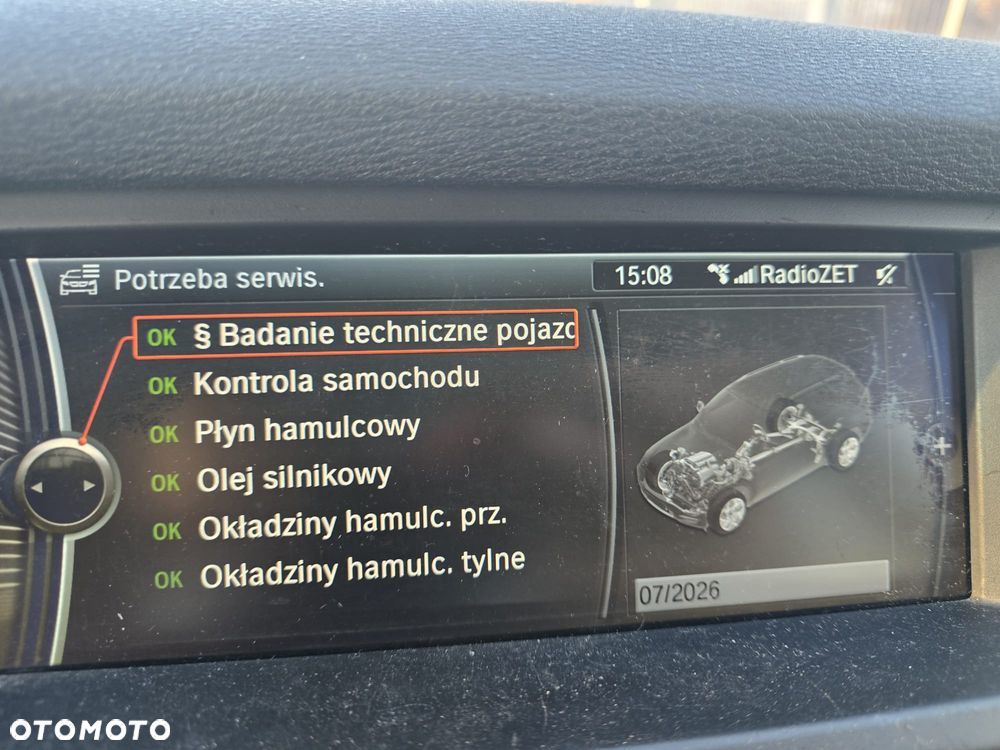 Potrzeba serwis.
15:08 RadioZET
OK § Badanie techniczne pojazd
OK Kontrola samochodu
OK Płyn hamulcowy
OK Olej silnikowy
OK Okładziny hamulc. prz.
OK Okładziny hamulc. tylne
07/2026
OTOMOTO